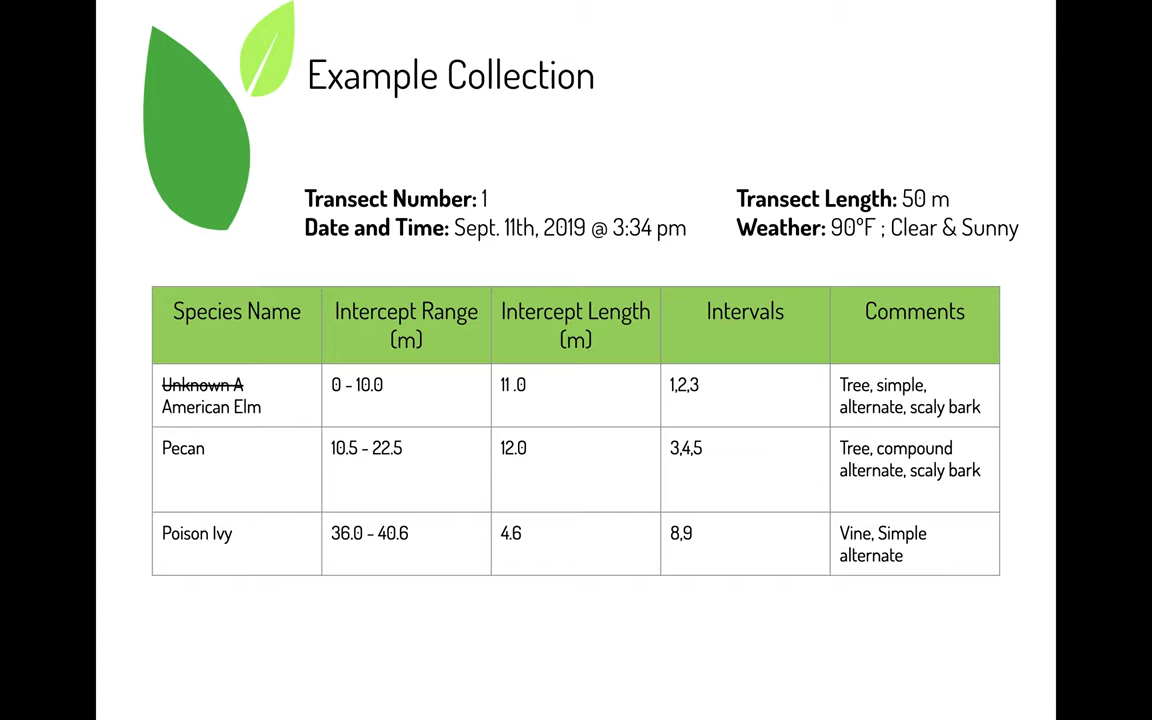 Example Collection
Transect Number: 1
Date and Time: Sept. 11th, 2019 @ 3:34 pm
Transect Length: 50 m
Weather: 90ºF ; Clear & Sunny
Species Name
Intercept Range
(m)
Intercept Length
(m)
Intervals
Comments
Unknown A
American Elm
0 - 10.0
11 .0
1,2,3
Tree, simple,
alternate, scaly bark
Pecan
10.5 - 22.5
12.0
3,4,5
Tree, compound
alternate, scaly bark
Poison Ivy
36.0 - 40.6
4.6
8,9
Vine, Simple
alternate